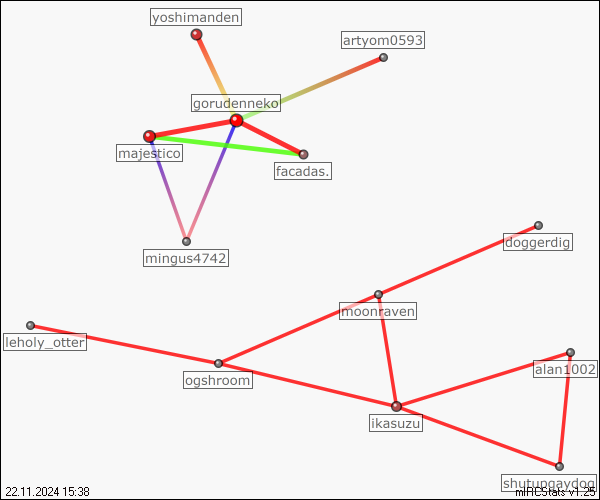 yoshimanden
artyom0593
gorudenneko
majestico
facadas.
doggerdig
mingus4742
moonraven
leholy_otter
alan1002
ogshroom
ikasuzu
shutupgaydog
22.11.2024 15:38
mIRCStats v1.25